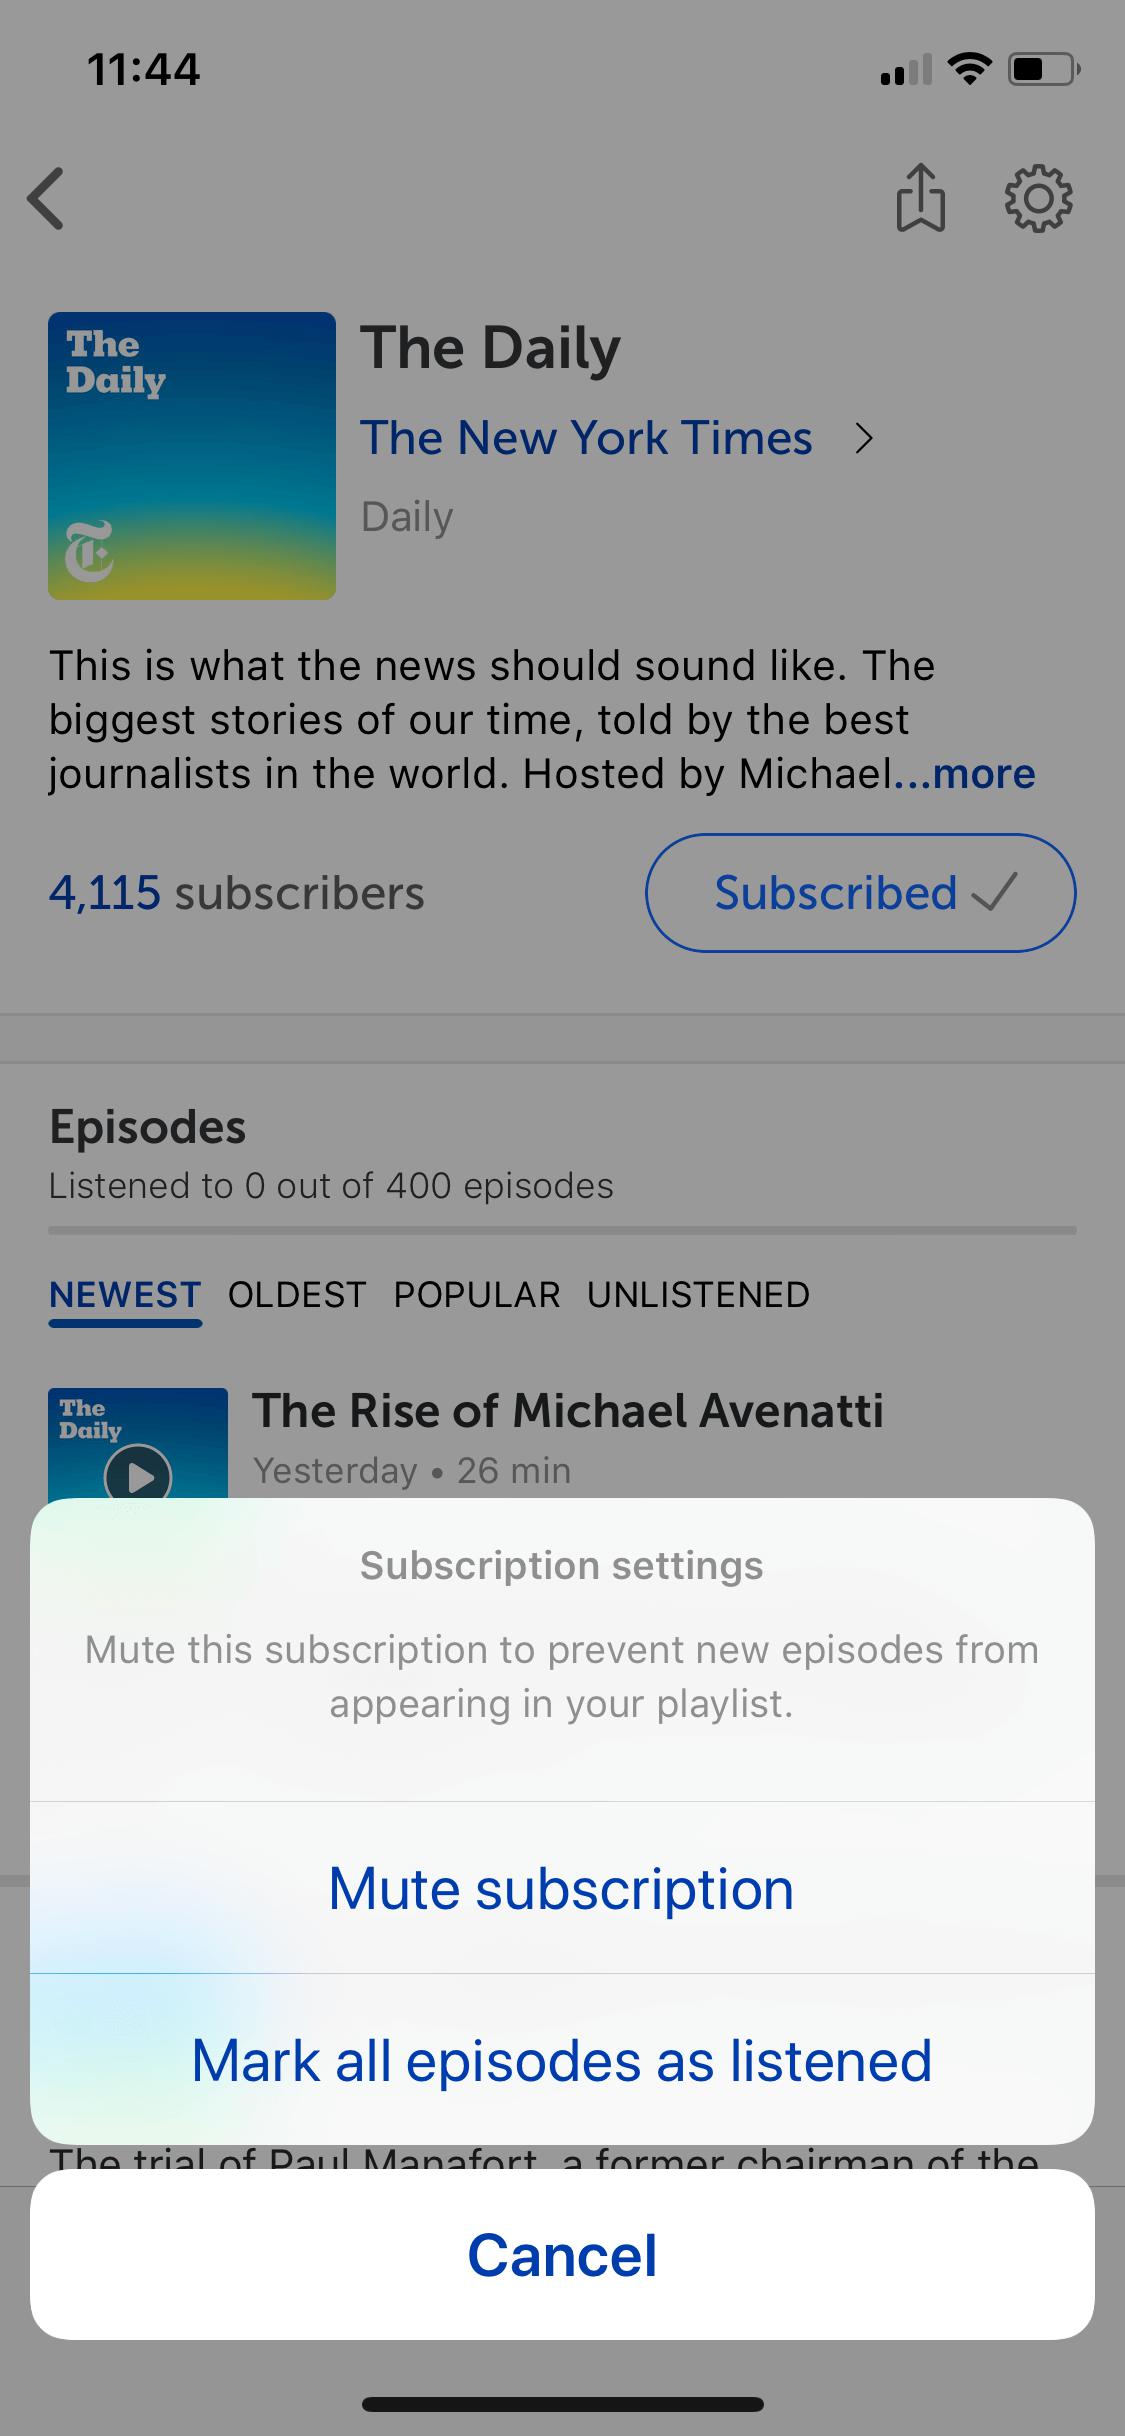 11:44
The
Daily
The Daily
The New York Times
Daily
This is what the news should sound like. The
biggest stories of our time, told by the best
journalists in the world. Hosted by Michael...more
4,115 subscribers
Subscribed
Episodes
Listened to 0 out of 400 episodes
NEWEST OLDEST POPULAR UNLISTENED
The
Daily
The Rise of Michael Avenatti
Yesterday • 26 min
Subscription settings
Mute this subscription to prevent new episodes from
appearing in your playlist.
Mute subscription
Mark all episodes as listened
The trial of Paul Manafort, a former chairman of the
Cancel